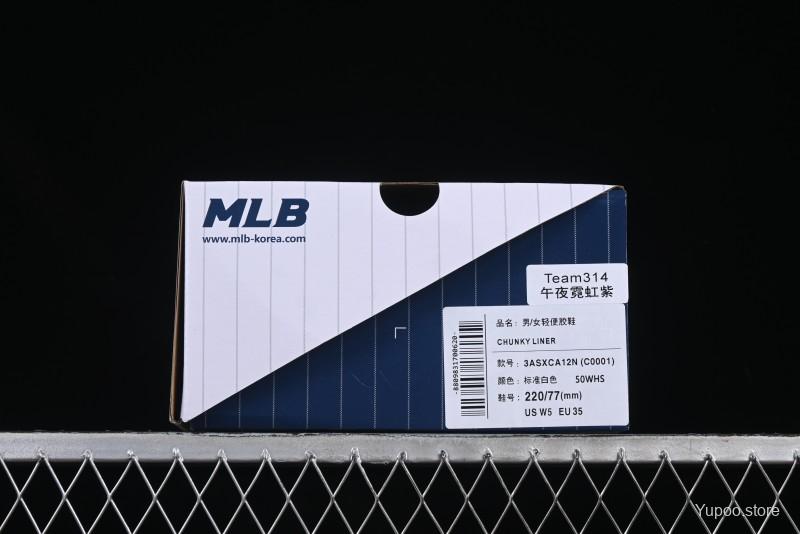 MLB
www.mlb-korea.com
Team314
午夜霓虹紫
品名：男/女轻便胶鞋
CHUNKY LINER
款号：3ASXCA12N (C0001)
颜色：标准白色 50WHS
鞋号：220/77(mm)
US W5 EU 35
8809831700620
Yupoo.store